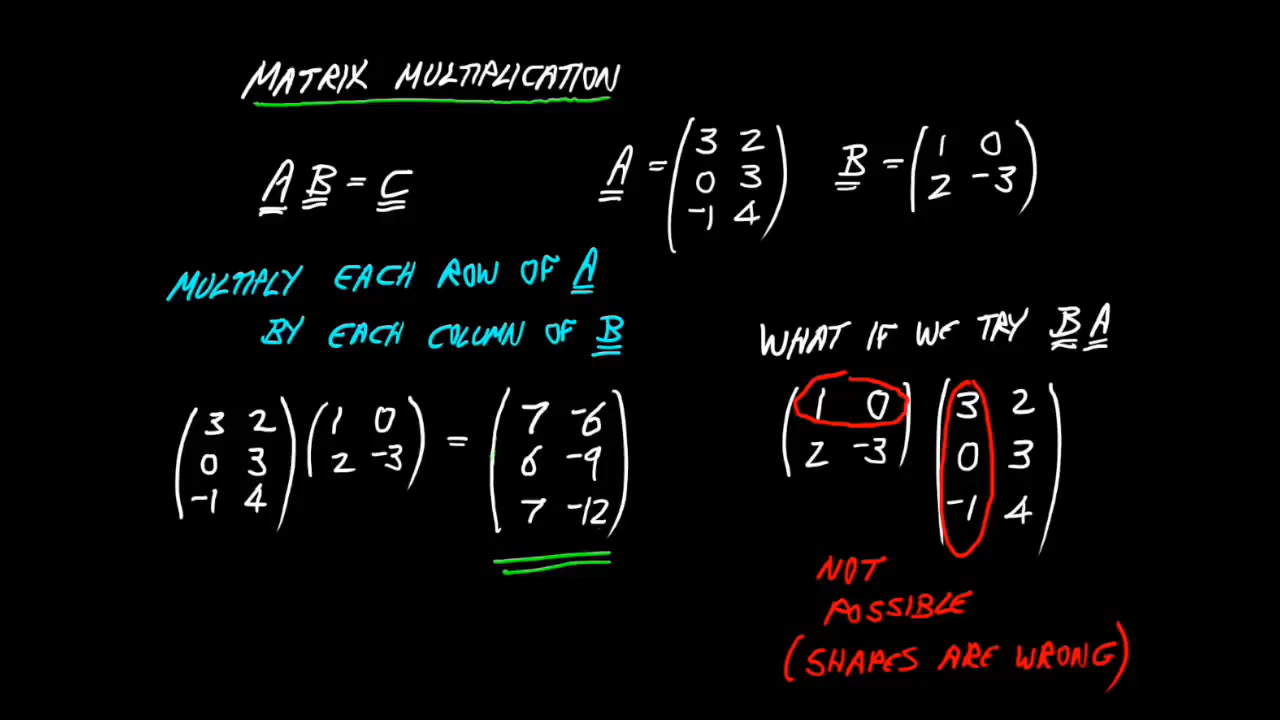 MATRIX MULTIPLICATION
A B = C
A = (3 2
0 3
-1 4)
B = (1 0
2 -3)
MULTIPLY EACH ROW OF A
BY EACH COLUMN OF B
(3 2
0 3
-1 4)
(1 0
2 -3)
=
(7 -6
6 -9
7 -12)
WHAT IF WE TRY B A
(1 0
2 -3)
(3 2
0 3
-1 4)
NOT
POSSIBLE
(SHAPES ARE WRONG)